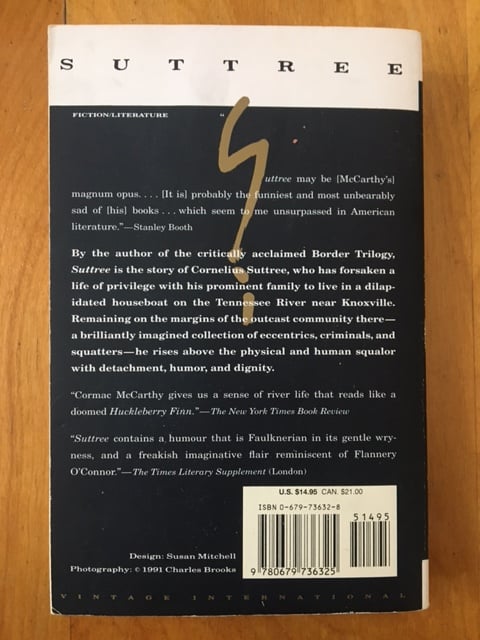 SUTTREE
FICTION/LITERATURE
"Suttree may be [McCarthy's]
magnum opus. . . . [It is] probably the funniest and most unbearably
sad of [his] books . . . which seem to me unsurpassed in American
literature."—Stanley Booth
By the author of the critically acclaimed Border Trilogy,
Suttree is the story of Cornelius Suttree, who has forsaken a
life of privilege with his prominent family to live in a dilap-
idated houseboat on the Tennessee River near Knoxville.
Remaining on the margins of the outcast community there—
a brilliantly imagined collection of eccentrics, criminals, and
squatters—he rises above the physical and human squalor
with detachment, humor, and dignity.
"Cormac McCarthy gives us a sense of river life that reads like a
doomed Huckleberry Finn."—The New York Times Book Review
"Suttree contains a humour that is Faulknerian in its gentle wry-
ness, and a freakish imaginative flair reminiscent of Flannery
O'Connor."—The Times Literary Supplement (London)
U.S. $14.95 CAN. $21.00
ISBN 0-679-73632-8
51495
9 780679 736325
Design: Susan Mitchell
Photography: © 1991 Charles Brooks
VINTAGE INTERNATIONAL